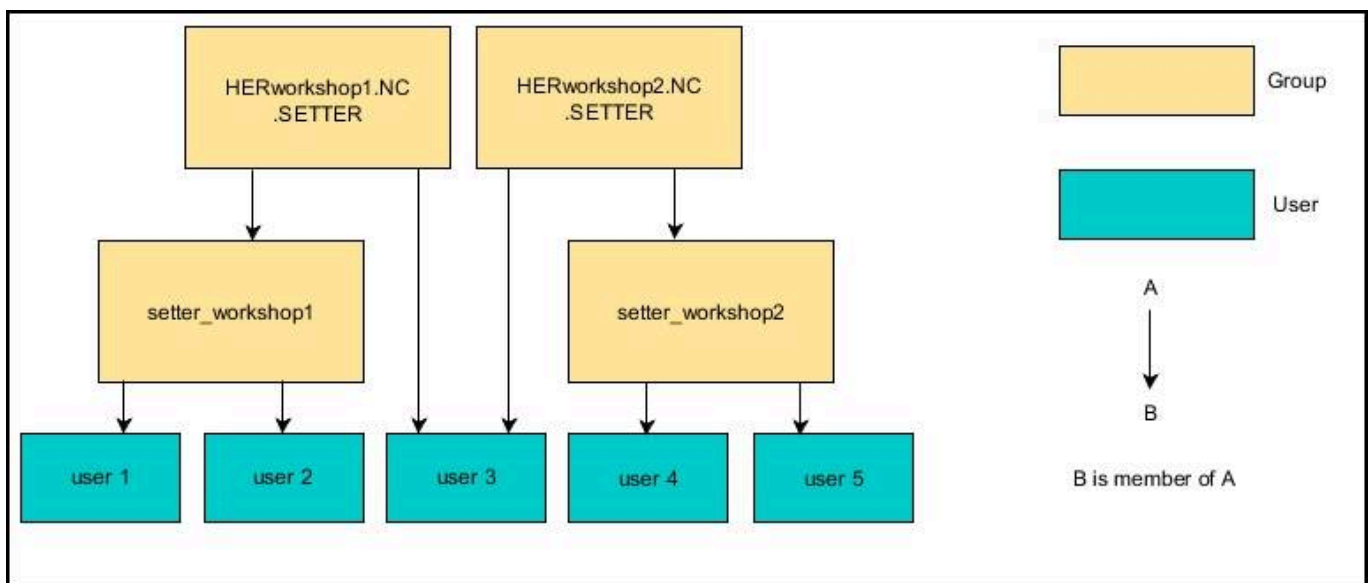 HERworkshop1.NC
.SETTER
HERworkshop2.NC
.SETTER
Group
User
setter_workshop1
setter_workshop2
A
B
user 1
user 2
user 3
user 4
user 5
B is member of A